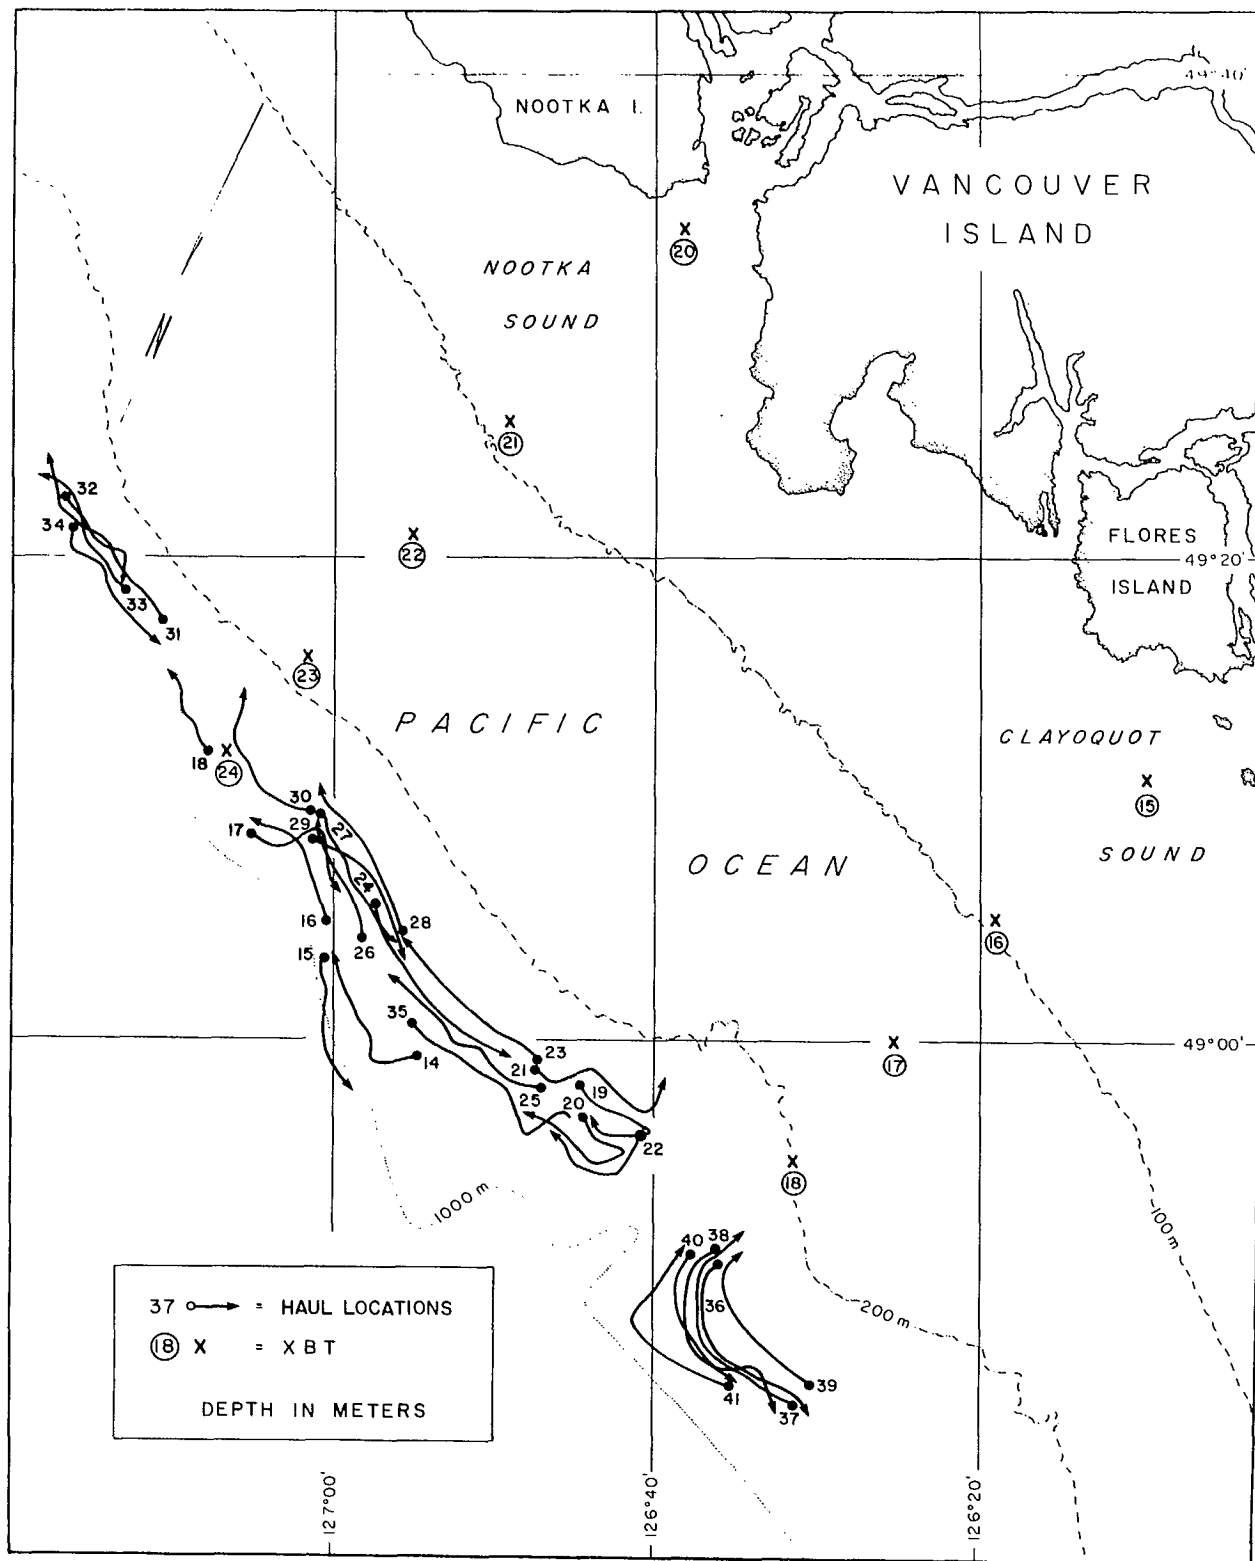 49°40'
NOOTKA I.
VANCOUVER
ISLAND
X
20
NOOTKA
SOUND
N
X
21
32
34
X
22
FLORES
49°20'
ISLAND
33
31
X
23
PACIFIC
CLAYOQUOT
18
X
24
X
15
30
29
27
17
OCEAN
SOUND
24
16
28
26
X
16
15
35
14
23
21
25
19
20
22
X
17
49°00'
X
18
1000 m
100 m
40
38
36
200 m
39
41
37
37 = HAUL LOCATIONS
18 X = XBT
DEPTH IN METERS
127°00'
126°40'
126°20'